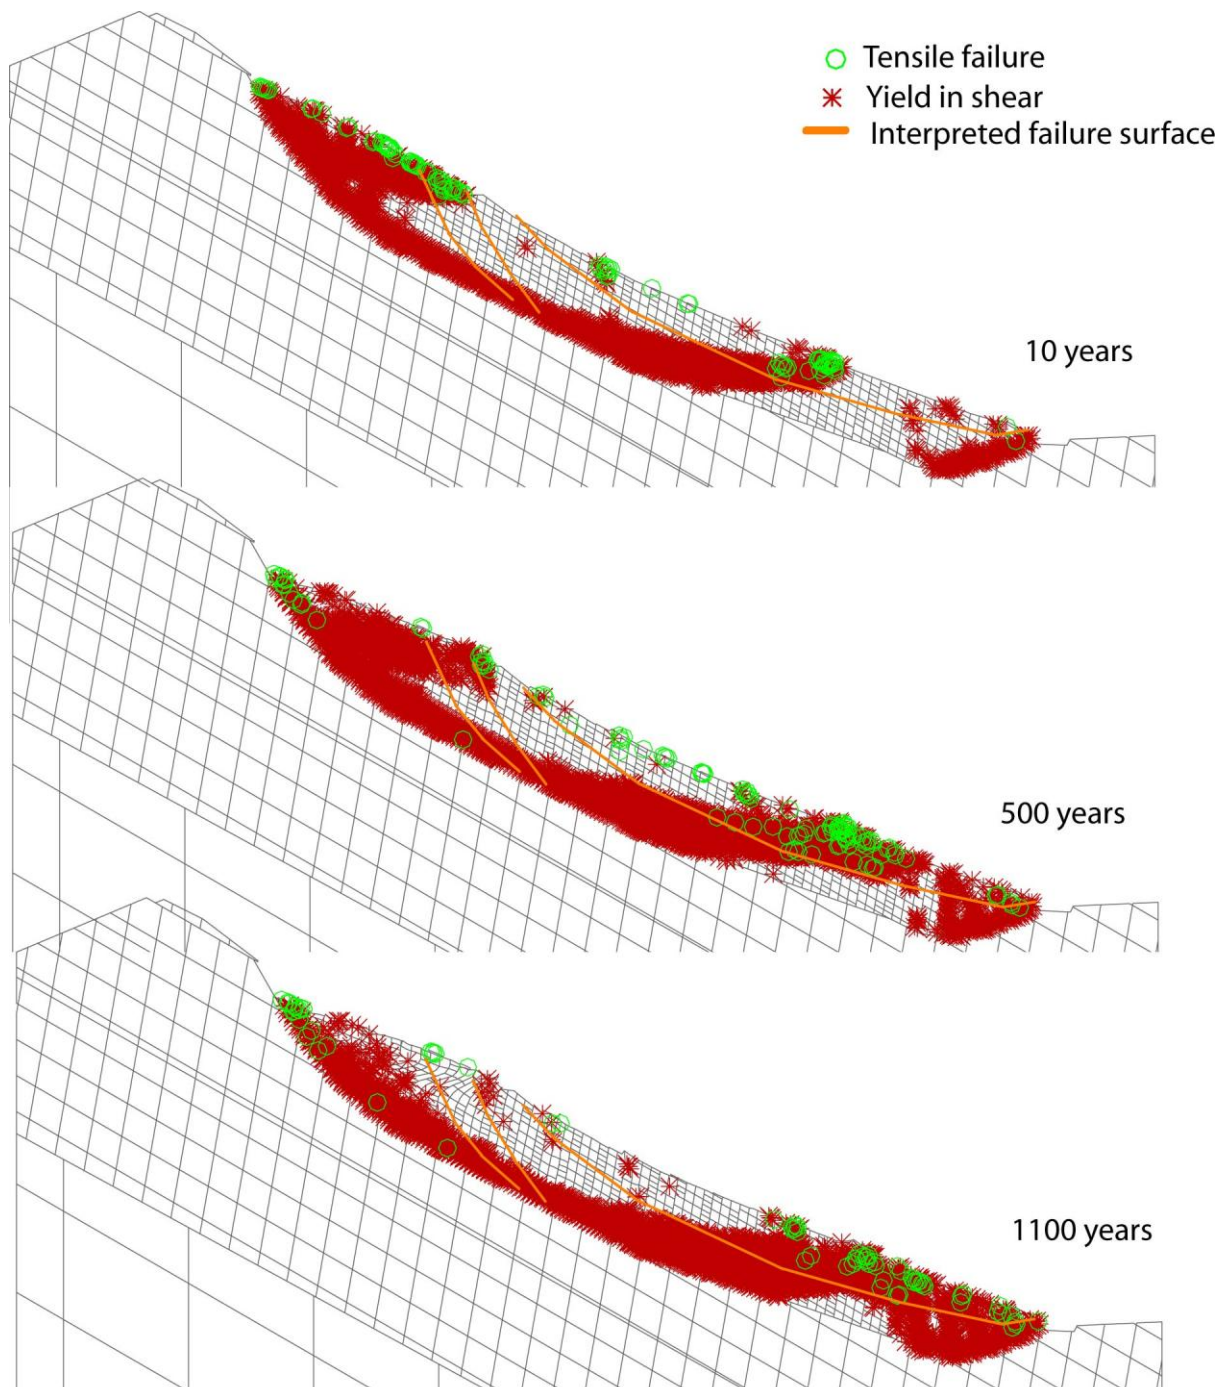 Tensile failure
Yield in shear
Interpreted failure surface
10 years
500 years
1100 years